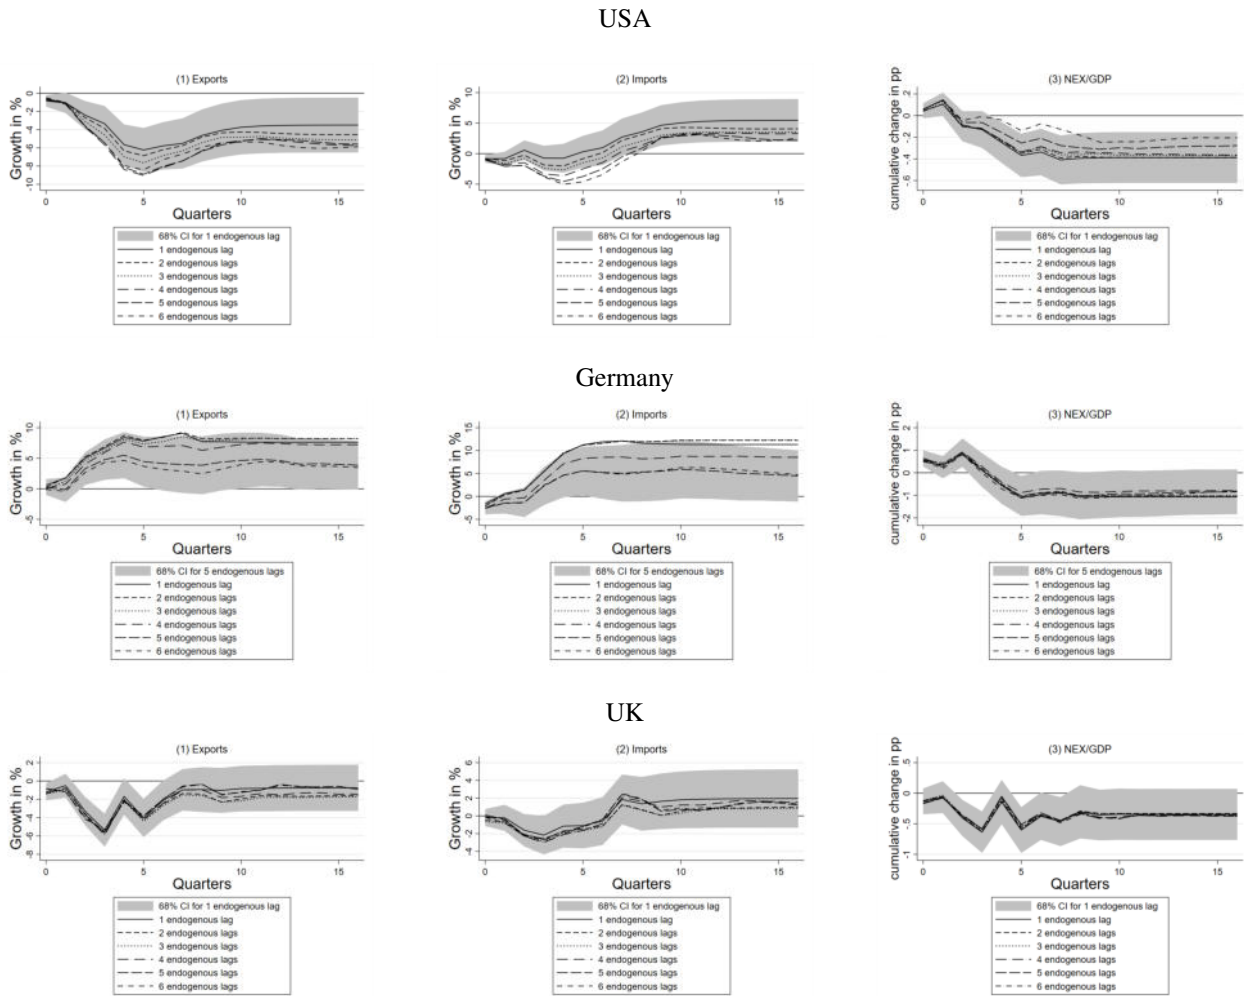 USA
(1) Exports
Growth in %
0
-2
-4
-6
-8
-10
0 5 10 15
Quarters
68% CI for 1 endogenous lag
1 endogenous lag
2 endogenous lags
3 endogenous lags
4 endogenous lags
5 endogenous lags
6 endogenous lags
(2) Imports
Growth in %
10
5
0
-5
0 5 10 15
Quarters
68% CI for 1 endogenous lag
1 endogenous lag
2 endogenous lags
3 endogenous lags
4 endogenous lags
5 endogenous lags
6 endogenous lags
(3) NEX/GDP
cumulative change in pp
.2
0
-.2
-.4
-.6
0 5 10 15
Quarters
68% CI for 1 endogenous lag
1 endogenous lag
2 endogenous lags
3 endogenous lags
4 endogenous lags
5 endogenous lags
6 endogenous lags
Germany
(1) Exports
Growth in %
10
5
0
-5
0 5 10 15
Quarters
68% CI for 5 endogenous lags
1 endogenous lag
2 endogenous lags
3 endogenous lags
4 endogenous lags
5 endogenous lags
6 endogenous lags
(2) Imports
Growth in %
15
10
5
0
-5
0 5 10 15
Quarters
68% CI for 5 endogenous lags
1 endogenous lag
2 endogenous lags
3 endogenous lags
4 endogenous lags
5 endogenous lags
6 endogenous lags
(3) NEX/GDP
cumulative change in pp
2
1
0
-1
-2
0 5 10 15
Quarters
68% CI for 5 endogenous lags
1 endogenous lag
2 endogenous lags
3 endogenous lags
4 endogenous lags
5 endogenous lags
6 endogenous lags
UK
(1) Exports
Growth in %
2
0
-2
-4
-6
-8
0 5 10 15
Quarters
68% CI for 1 endogenous lag
1 endogenous lag
2 endogenous lags
3 endogenous lags
4 endogenous lags
5 endogenous lags
6 endogenous lags
(2) Imports
Growth in %
6
4
2
0
-2
-4
0 5 10 15
Quarters
68% CI for 1 endogenous lag
1 endogenous lag
2 endogenous lags
3 endogenous lags
4 endogenous lags
5 endogenous lags
6 endogenous lags
(3) NEX/GDP
cumulative change in pp
.5
0
-.5
-1
0 5 10 15
Quarters
68% CI for 1 endogenous lag
1 endogenous lag
2 endogenous lags
3 endogenous lags
4 endogenous lags
5 endogenous lags
6 endogenous lags